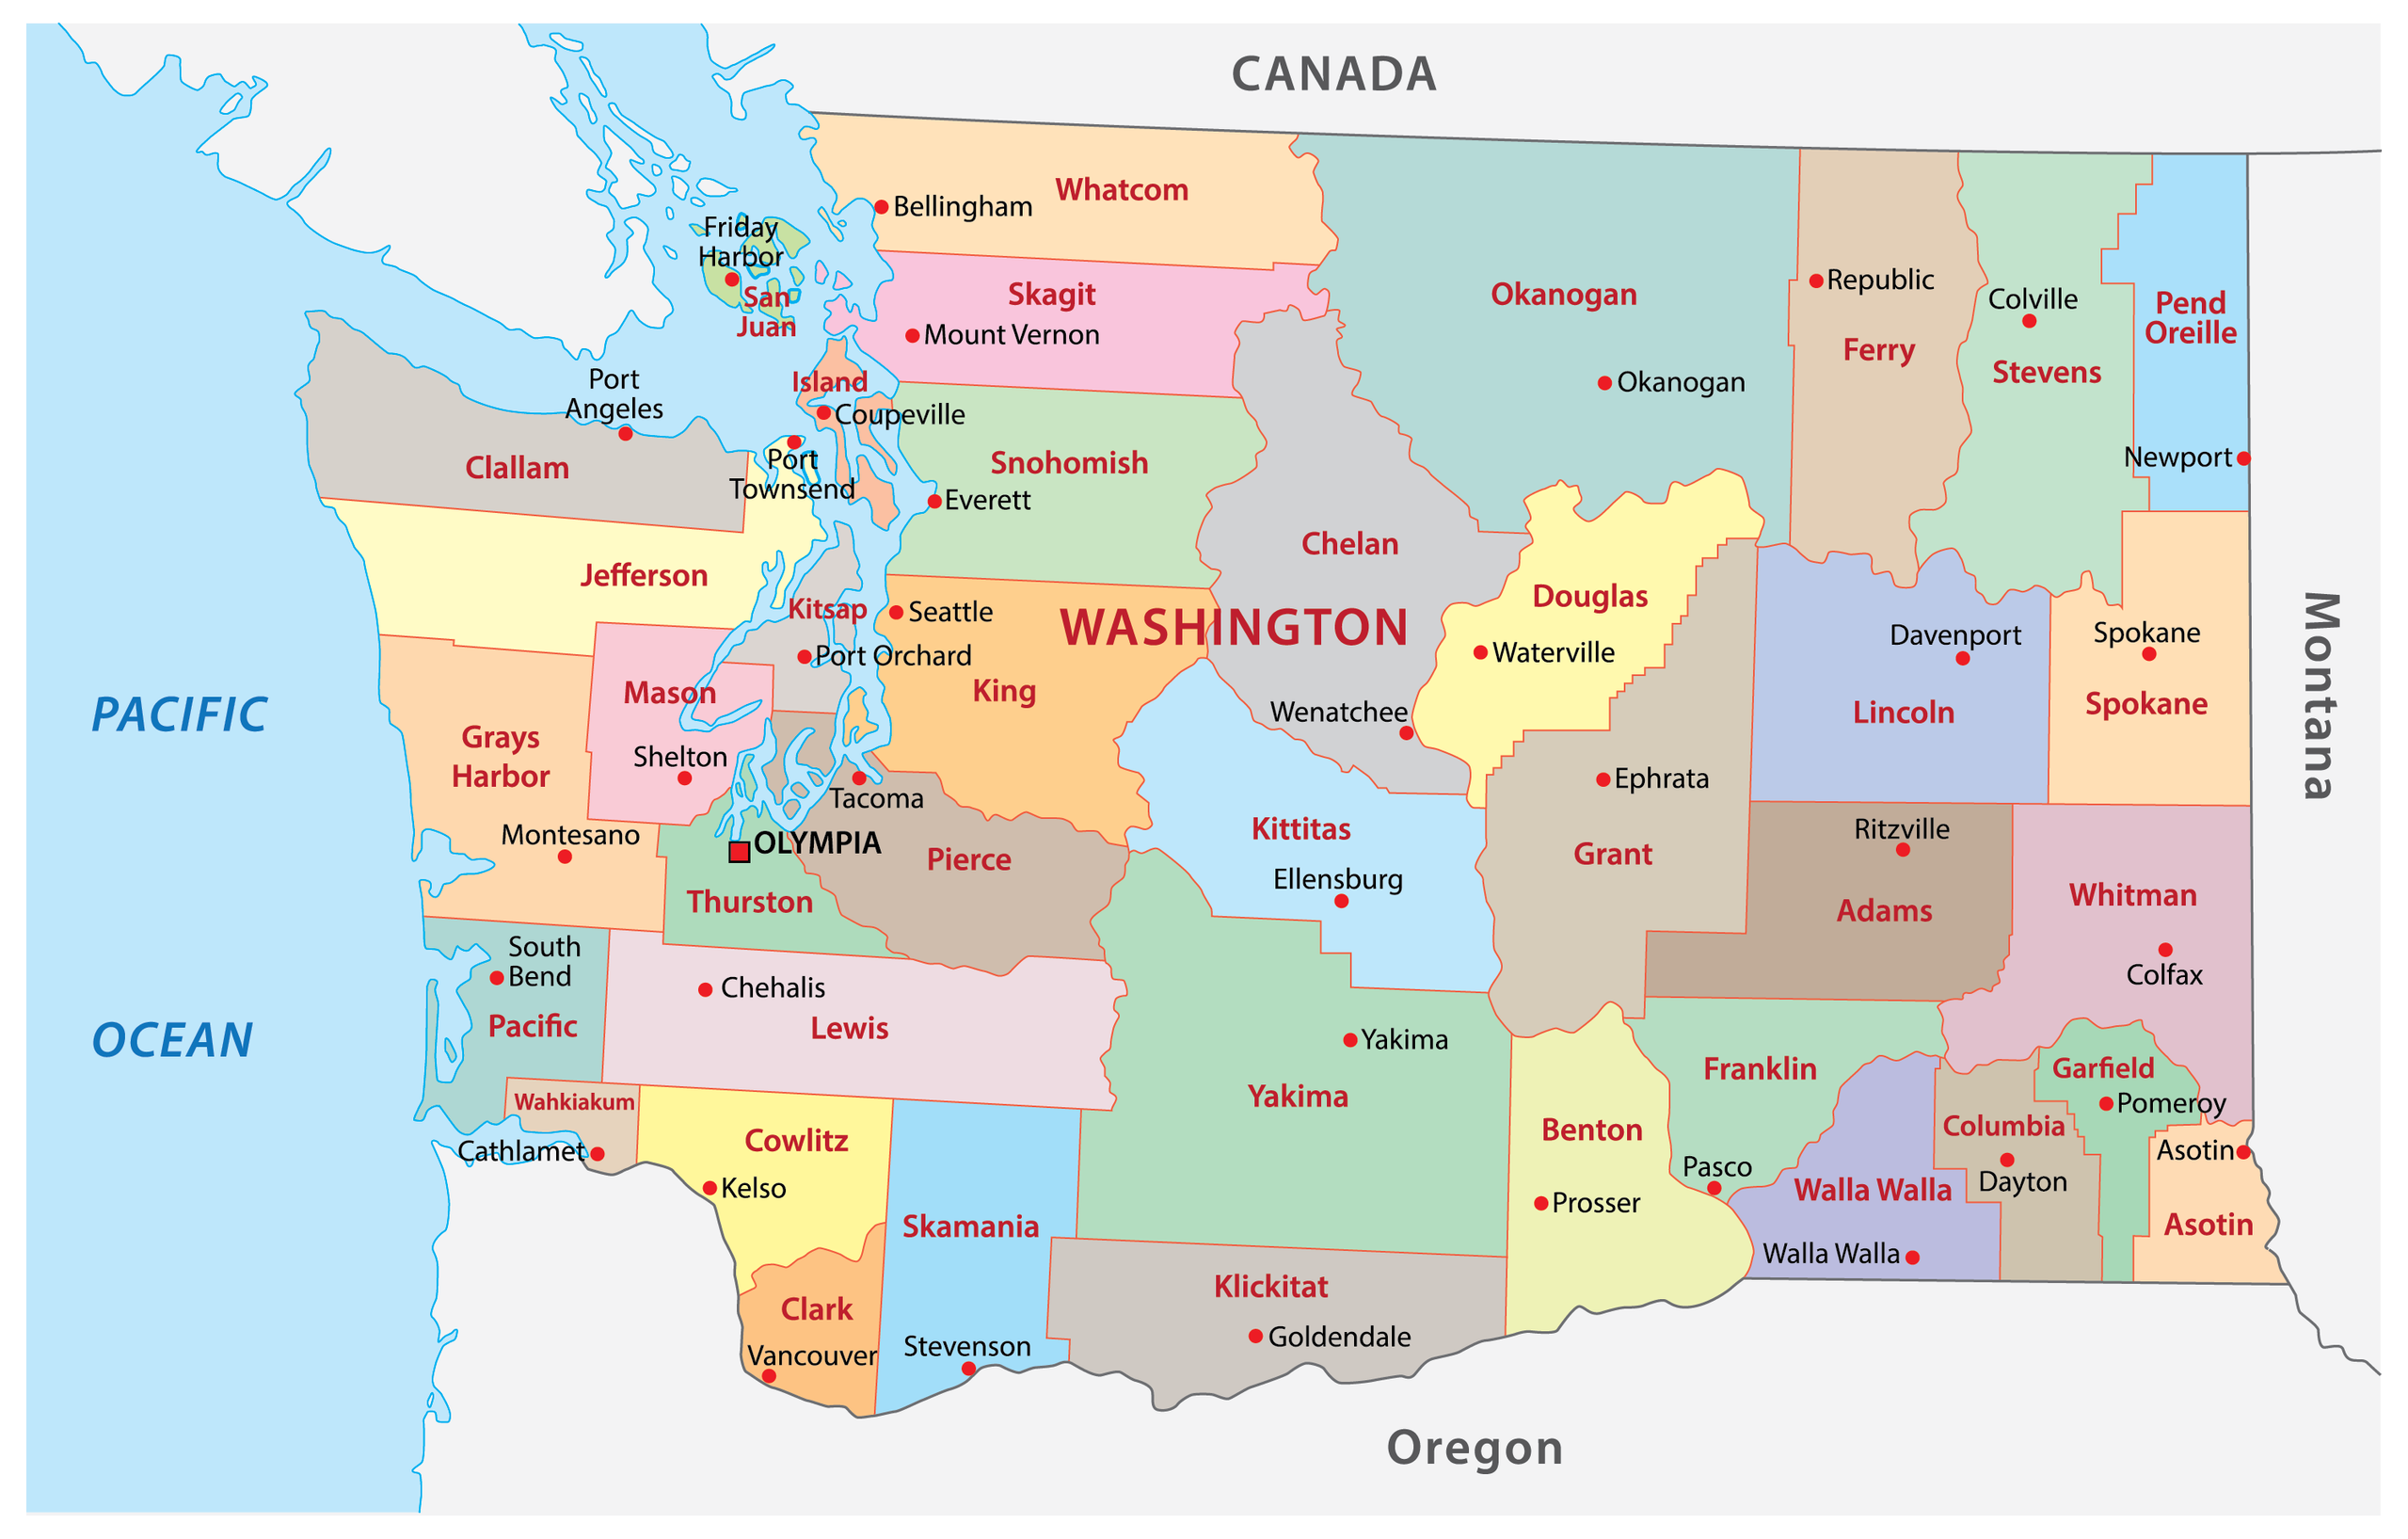 CANADA
Whatcom
Bellingham
Friday
Harbor
San
Juan
Skagit
Mount Vernon
Okanogan
Okanogan
Republic
Ferry
Colville
Stevens
Pend
Oreille
Newport
Port
Angeles
Clallam
Island
Coupeville
Port
Townsend
Snohomish
Everett
Chelan
Jefferson
Kitsap
Seattle
WASHINGTON
Douglas
Waterville
Davenport
Spokane
Spokane
Montana
Port Orchard
King
Mason
Shelton
Wenatchee
Lincoln
PACIFIC
OCEAN
Grays
Harbor
Montesano
Tacoma
OLYMPIA
Pierce
Thurston
Kittitas
Ellensburg
Ephrata
Grant
Ritzville
Adams
Whitman
Colfax
South
Bend
Pacific
Chehalis
Lewis
Yakima
Yakima
Franklin
Garfield
Pomeroy
Wahkiakum
Cathlamet
Cowlitz
Kelso
Benton
Prosser
Pasco
Walla Walla
Walla Walla
Columbia
Dayton
Asotin
Asotin
Skamania
Stevenson
Clark
Vancouver
Klickitat
Goldendale
Oregon